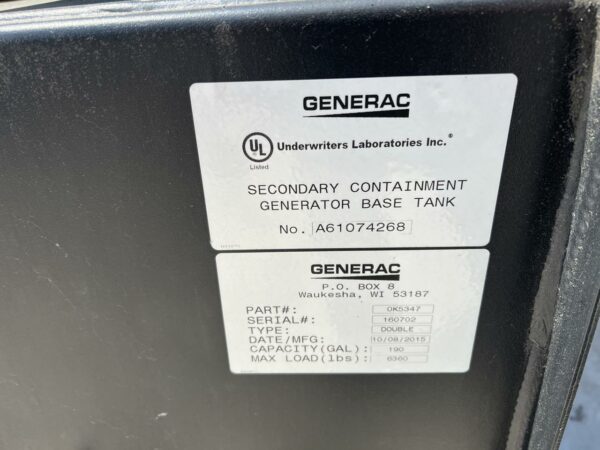 GENERAC
UL Underwriters Laboratories Inc.®
Listed
SECONDARY CONTAINMENT
GENERATOR BASE TANK
No. A61074268
GENERAC
P.O. BOX 8
Waukesha, WI 53187
PART#: 0K5347
SERIAL#: 160702
TYPE: DOUBLE
DATE/MFG: 10/08/2015
CAPACITY(GAL): 190
MAX LOAD(lbs): 6360